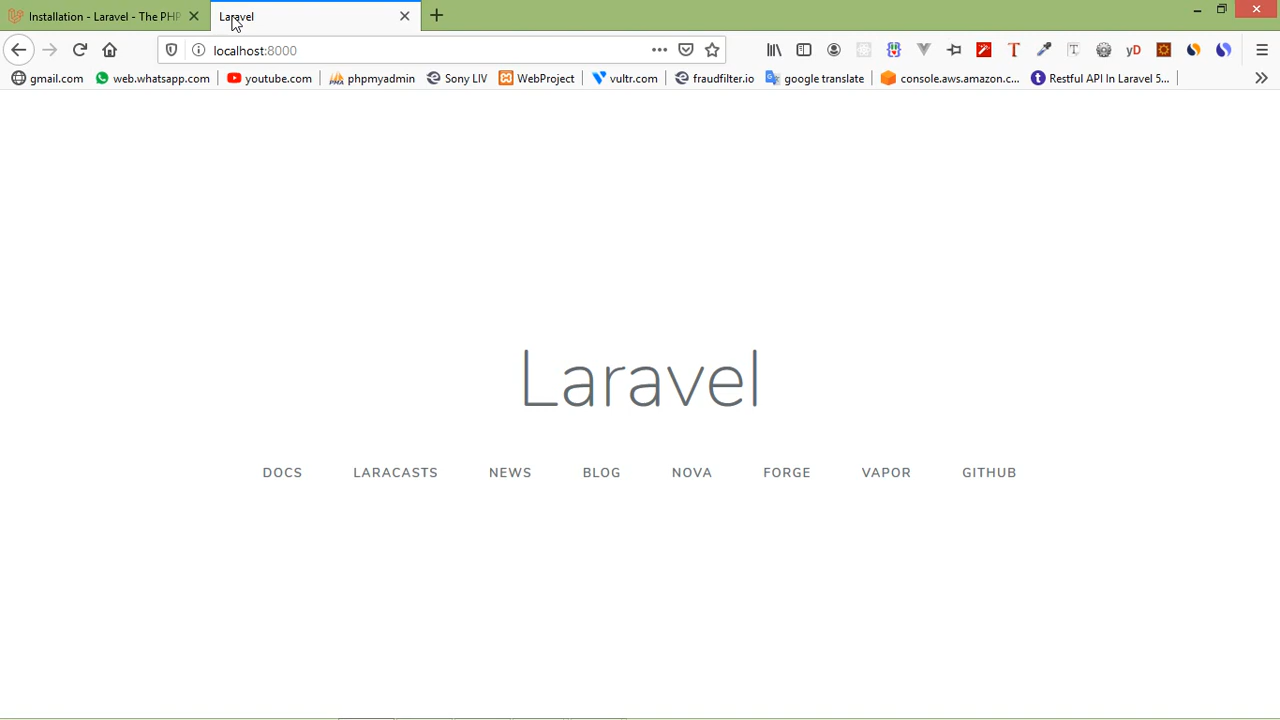 Installation - Laravel - The PHP
Laravel
localhost:8000
gmail.com
web.whatsapp.com
youtube.com
phpmyadmin
Sony LIV
WebProject
vultr.com
fraudfilter.io
google translate
console.aws.amazon.c...
Restful API In Laravel 5...
Laravel
DOCS
LARACASTS
NEWS
BLOG
NOVA
FORGE
VAPOR
GITHUB